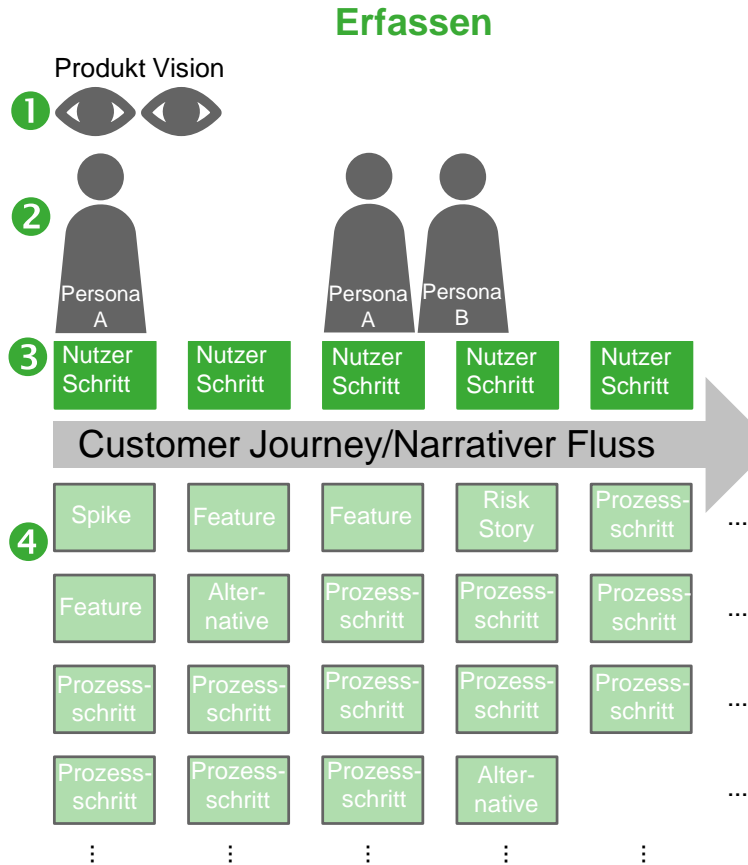 Erfassen
Produkt Vision
1
2
Persona
A
Persona
A
Persona
B
3
Nutzer
Schritt
Nutzer
Schritt
Nutzer
Schritt
Nutzer
Schritt
Nutzer
Schritt
Customer Journey/Narrativer Fluss
4
Spike
Feature
Feature
Risk
Story
Prozess-
schritt
...
Feature
Alter-
native
Prozess-
schritt
Prozess-
schritt
Prozess-
schritt
...
Prozess-
schritt
Prozess-
schritt
Prozess-
schritt
Prozess-
schritt
Prozess-
schritt
...
Prozess-
schritt
Prozess-
schritt
Prozess-
schritt
Alter-
native
...
... ... ... ... ...